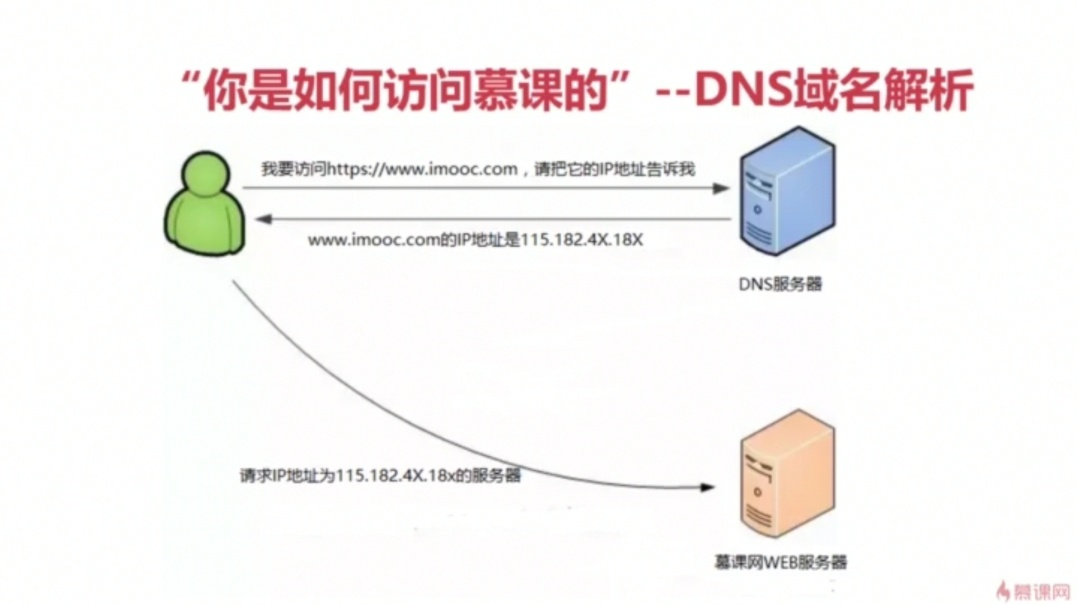 “你是如何访问慕课的”--DNS域名解析
我要访问https://www.imooc.com，请把它的IP地址告诉我
www.imooc.com的IP地址是115.182.4X.18X
DNS服务器
请求IP地址为115.182.4X.18x的服务器
慕课网WEB服务器
慕课网